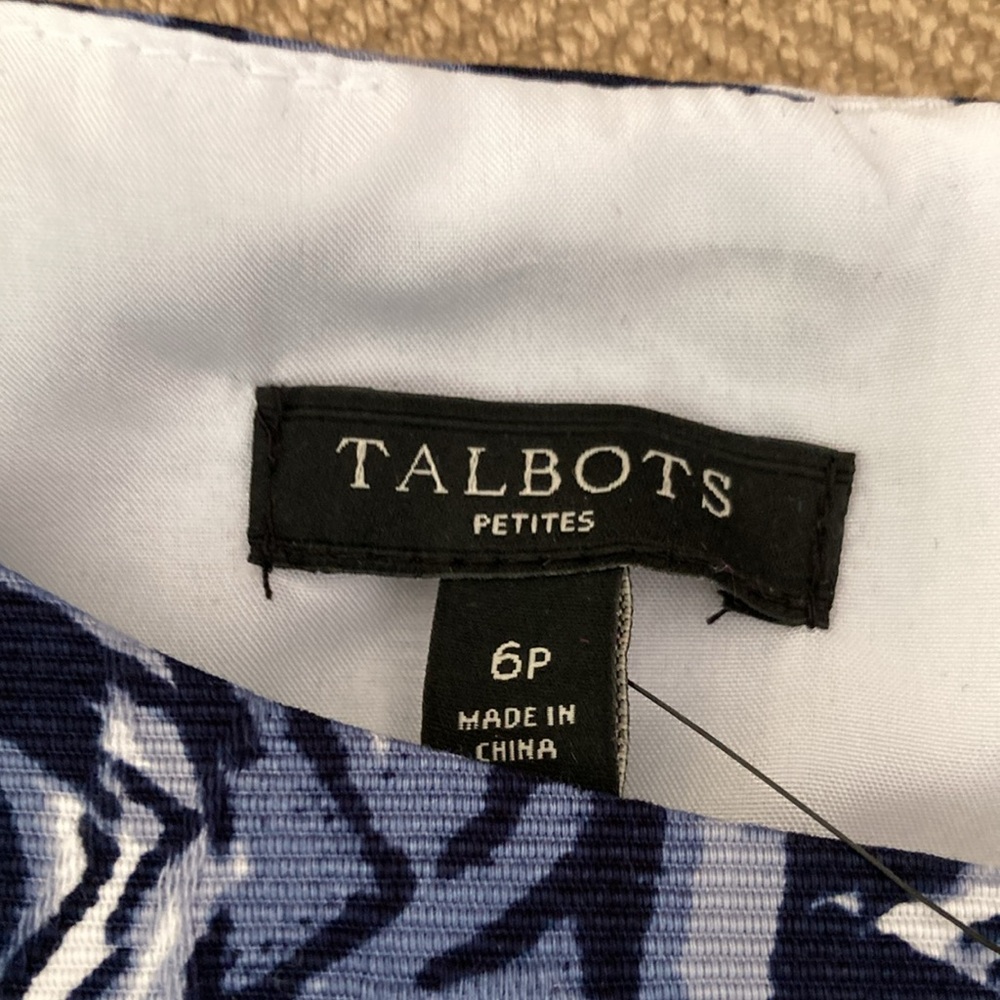 TALBOTS
PETITES
6P
MADE IN
CHINA